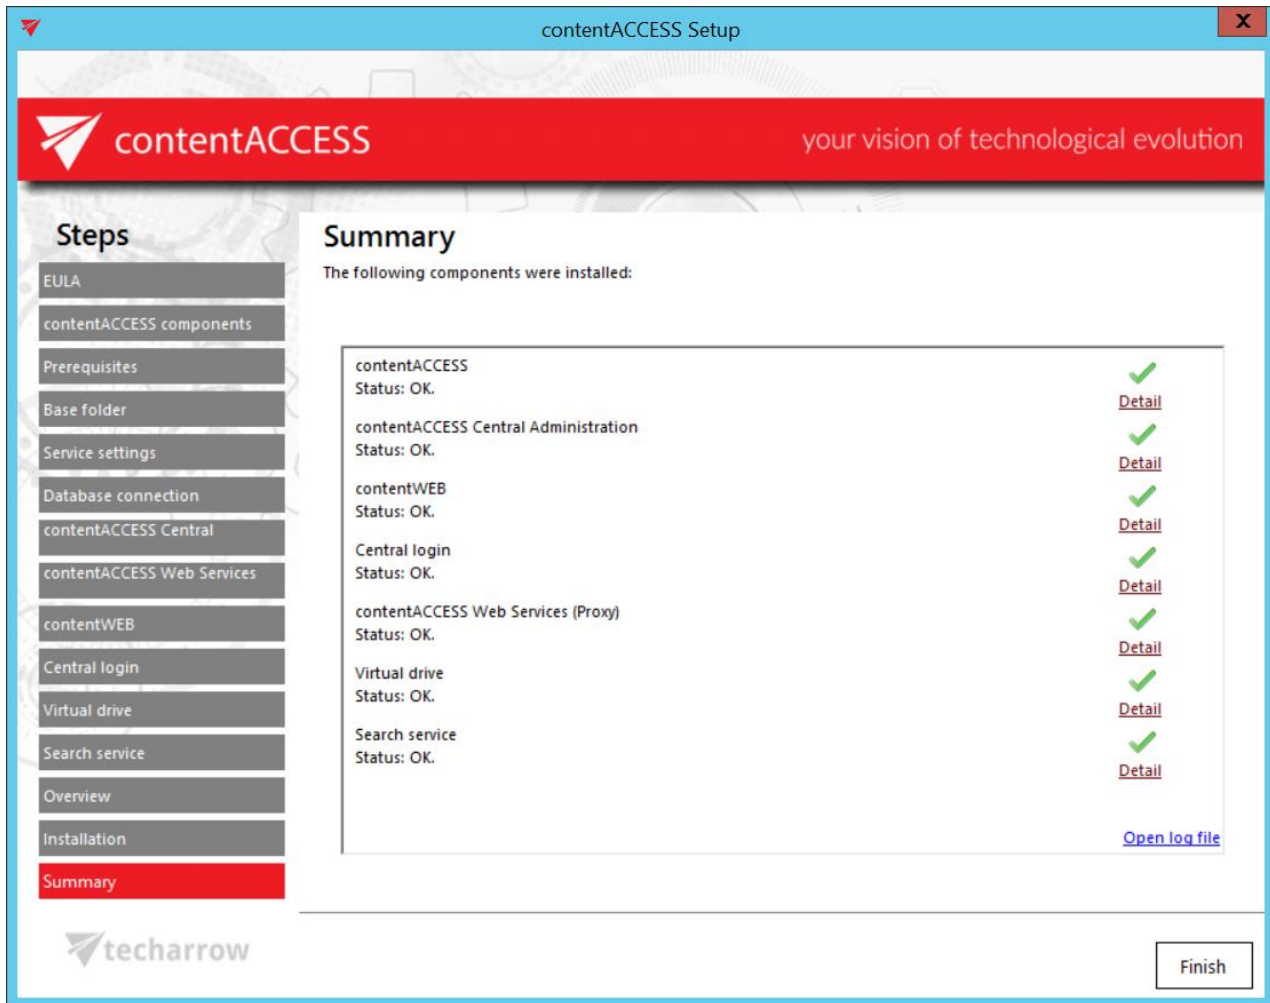 contentACCESS Setup
X
contentACCESS
your vision of technological evolution
Steps
EULA
contentACCESS components
Prerequisites
Base folder
Service settings
Database connection
contentACCESS Central
contentACCESS Web Services
contentWEB
Central login
Virtual drive
Search service
Overview
Installation
Summary
techarrow
Summary
The following components were installed:
contentACCESS
Status: OK.
Detail
contentACCESS Central Administration
Status: OK.
Detail
contentWEB
Status: OK.
Detail
Central login
Status: OK.
Detail
contentACCESS Web Services (Proxy)
Status: OK.
Detail
Virtual drive
Status: OK.
Detail
Search service
Status: OK.
Detail
Open log file
Finish